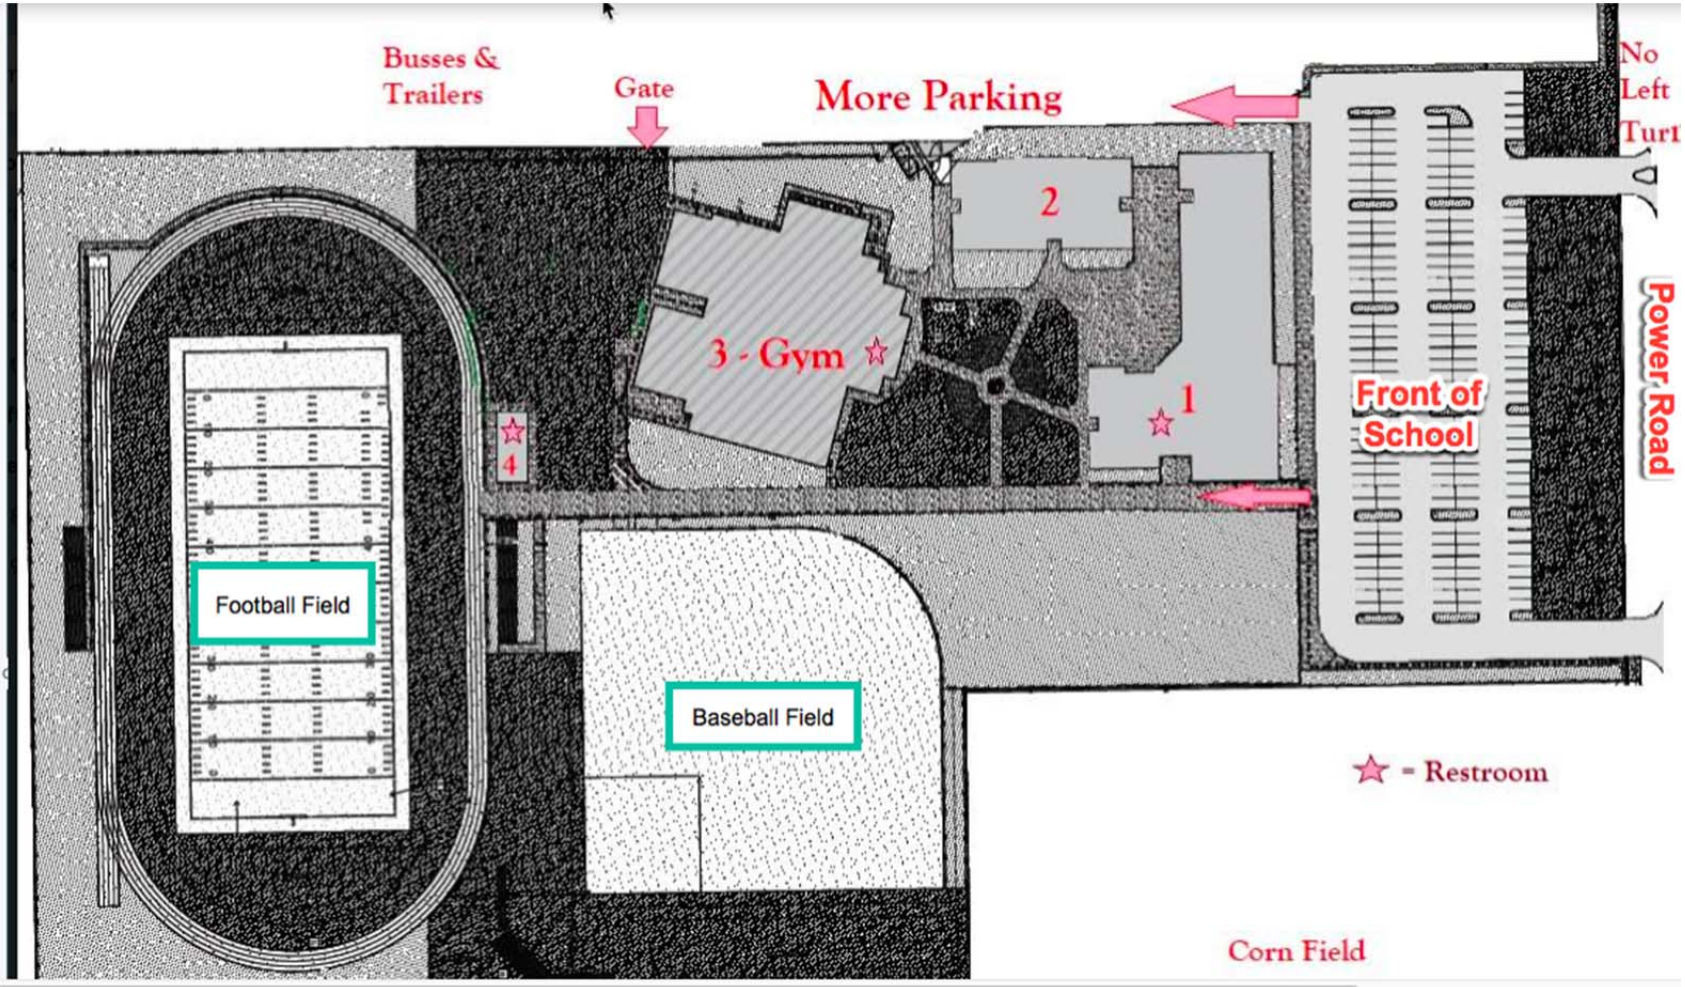 Busses &
Trailers
Gate
More Parking
No
Left
Turn
2
3 - Gym
1
Front of
School
Power Road
4
Football Field
Baseball Field
= Restroom
Corn Field